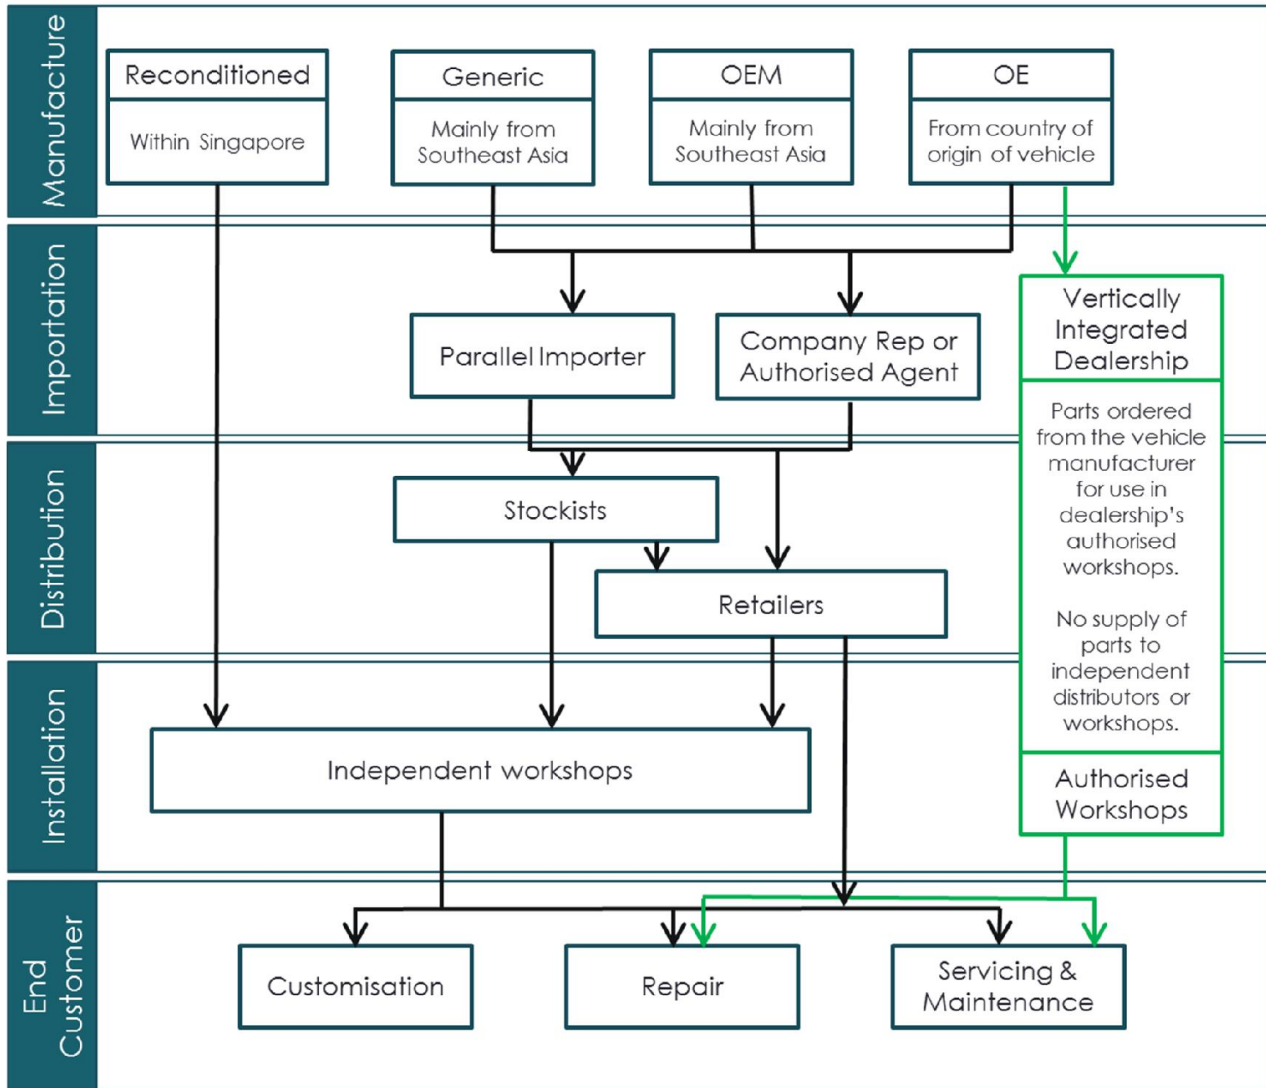 Manufacture
Reconditioned
Within Singapore
Generic
Mainly from
Southeast Asia
OEM
Mainly from
Southeast Asia
OE
From country of
origin of vehicle
Importation
Parallel Importer
Company Rep or
Authorised Agent
Vertically
Integrated
Dealership
Parts ordered
from the vehicle
manufacturer
for use in
dealership's
authorised
workshops.
No supply of
parts to
independent
distributors or
workshops.
Distribution
Stockists
Retailers
Installation
Independent workshops
Authorised
Workshops
End
Customer
Customisation
Repair
Servicing &
Maintenance